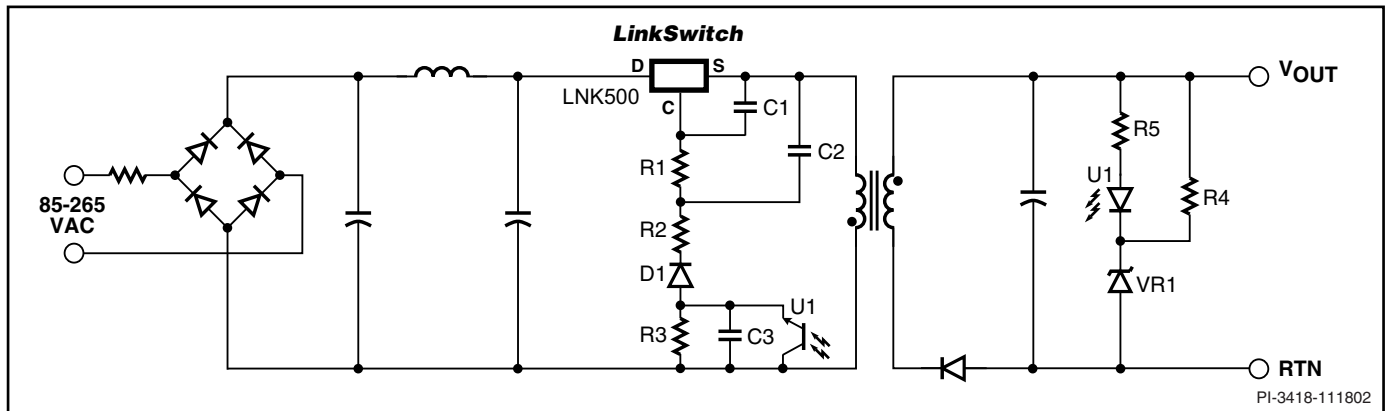 LinkSwitch
D
S
LNK500
C
C1
C2
R1
R2
D1
R3
C3
U1
85-265
VAC
VOUT
R5
U1
R4
VR1
RTN
PI-3418-111802